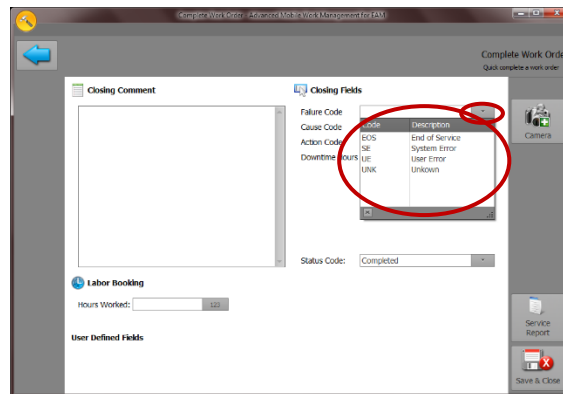 Complete Work Order - Advanced Mobile Work Management for EAM
Complete Work Orde
Quick complete a work order
Closing Comment
Closing Fields
Failure Code
Cause Code
Action Code
Downtime Hours
Code Description
EOS End of Service
SE System Error
UE User Error
UNK Unkown
Camera
Status Code: Completed
Labor Booking
Hours Worked: 123
User Defined Fields
Service
Report
Save & Close